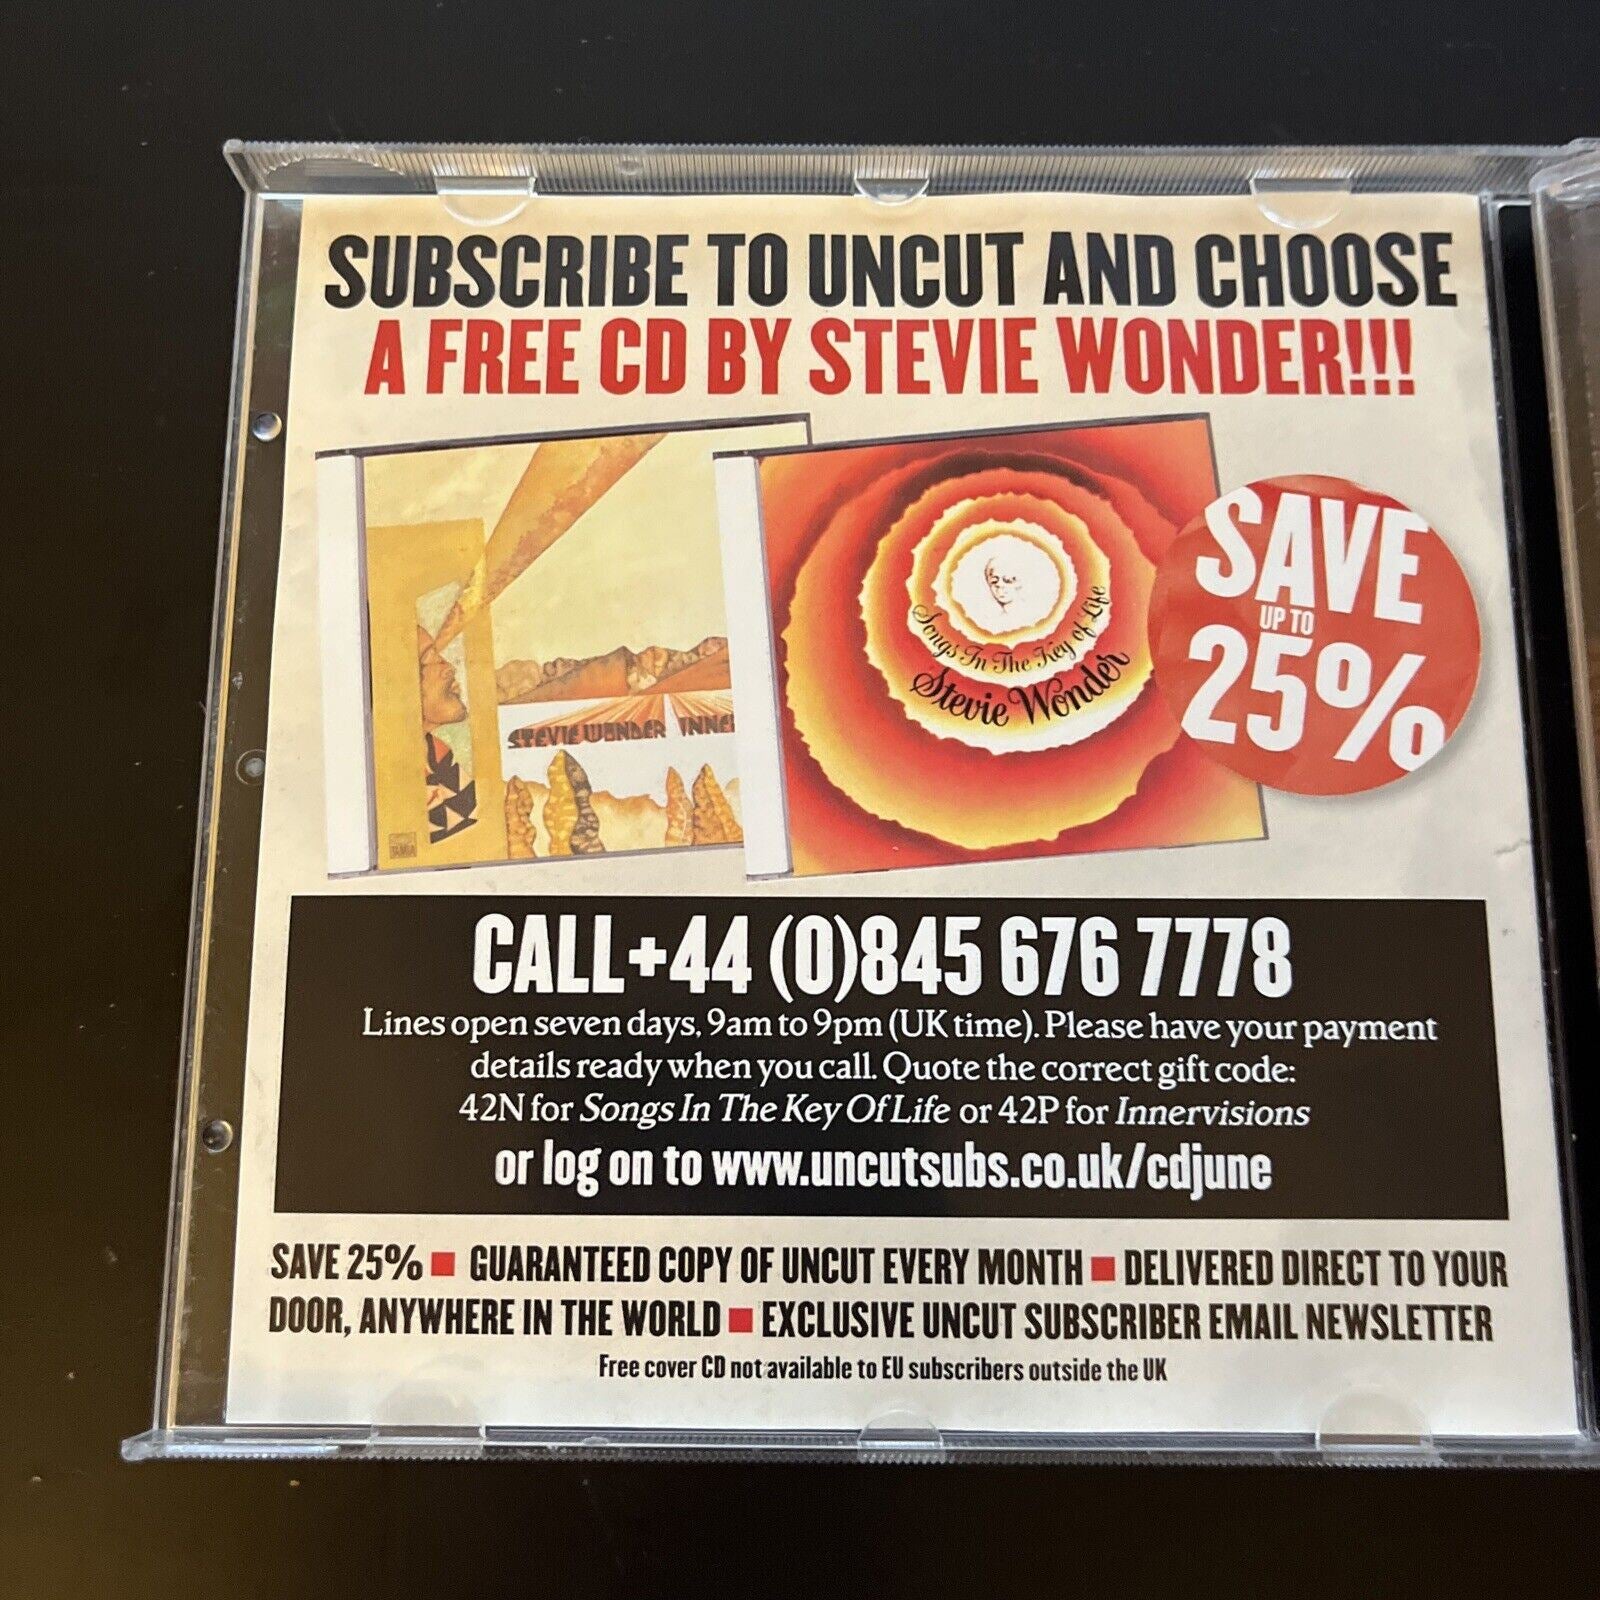 SUBSCRIBE TO UNCUT AND CHOOSE
A FREE CD BY STEVIE WONDER!!!
STEVIE WONDER INNE
TAMLA
Songs In The Key of Life
Stevie Wonder
SAVE
UP TO
25%
CALL +44 (0)845 676 7778
Lines open seven days, 9am to 9pm (UK time). Please have your payment
details ready when you call. Quote the correct gift code:
42N for Songs In The Key Of Life or 42P for Innervisions
or log on to www.uncutsubs.co.uk/cdjune
SAVE 25% ■ GUARANTEED COPY OF UNCUT EVERY MONTH ■ DELIVERED DIRECT TO YOUR
DOOR, ANYWHERE IN THE WORLD ■ EXCLUSIVE UNCUT SUBSCRIBER EMAIL NEWSLETTER
Free cover CD not available to EU subscribers outside the UK